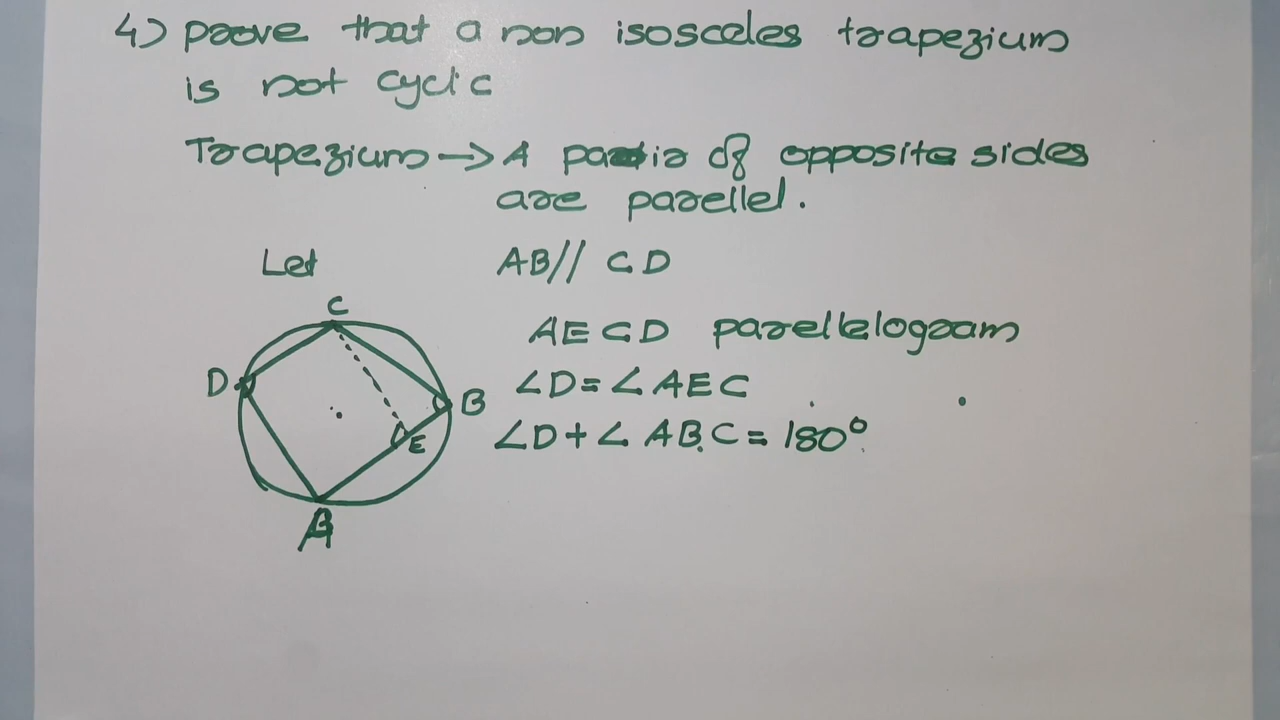 4) prove that a non isosceles trapezium
is not cyclic
Trapezium → A pair of opposite sides
are parellel.
Let AB // CD
C
AECD parellelogram
D
∠D = ∠AEC
B
E
∠D + ∠ABC = 180°
A